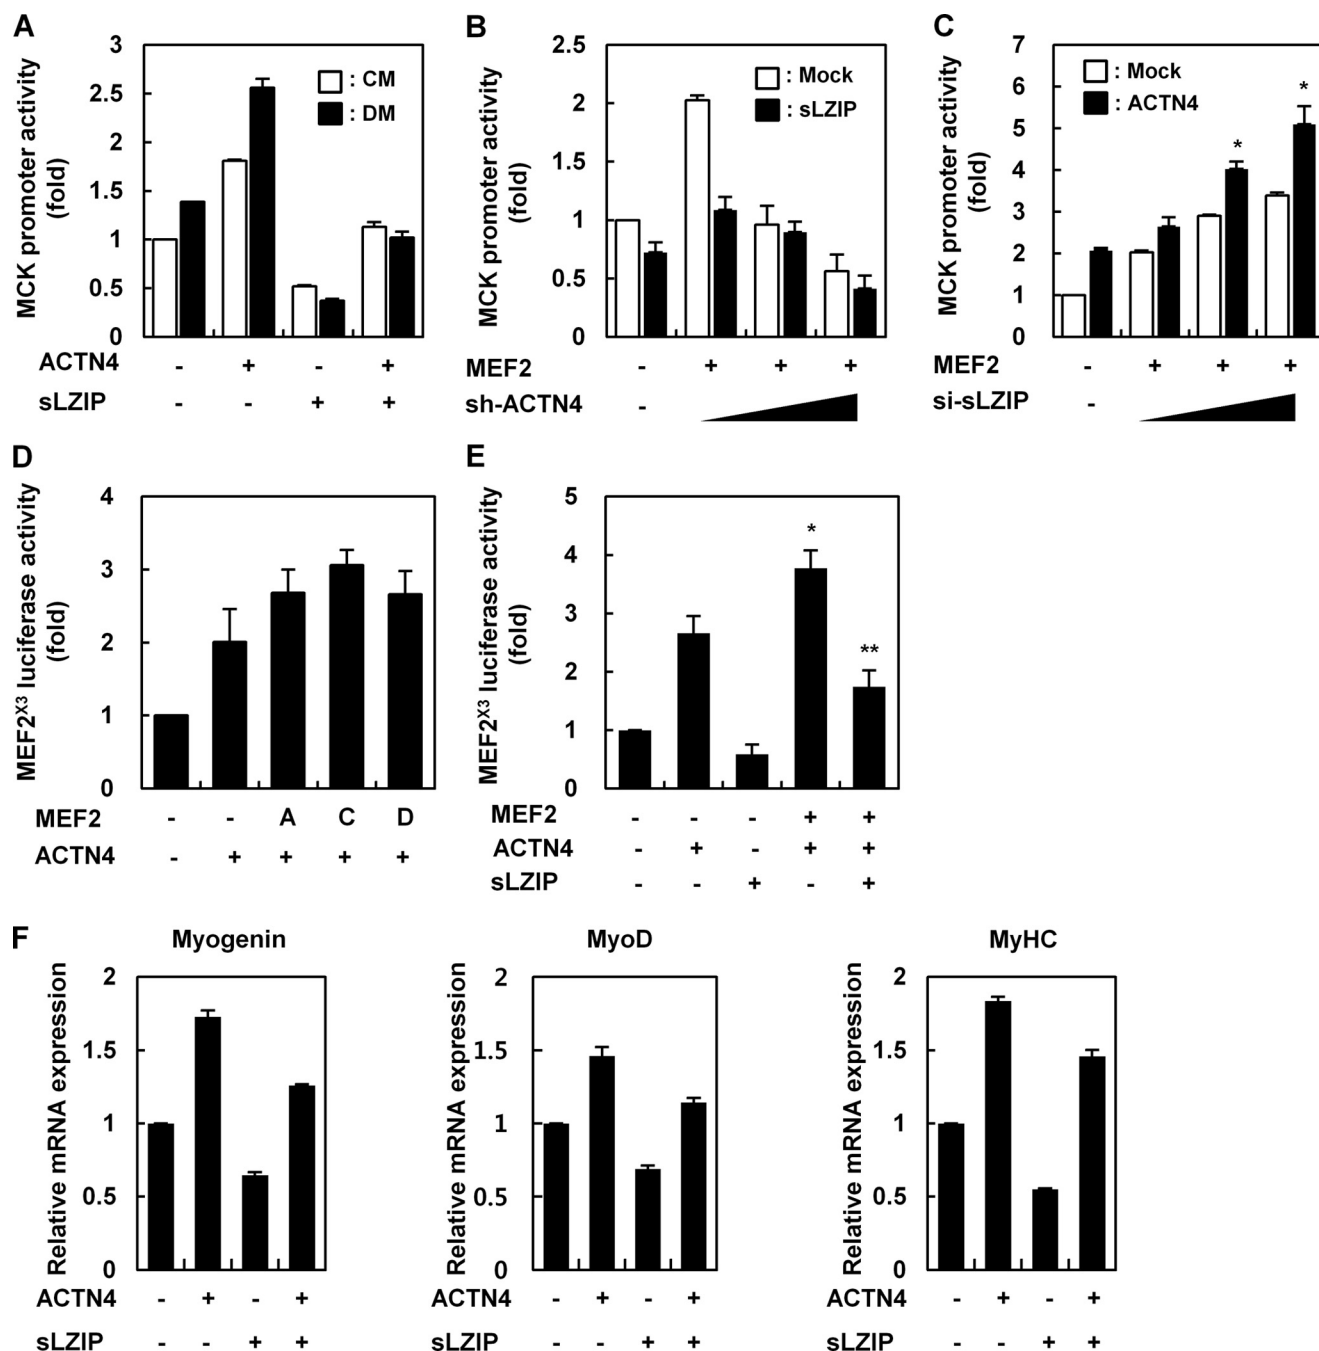 A
MCK promoter activity
(fold)
3
2.5
2
1.5
1
0.5
0
: CM
: DM
ACTN4 - + - +
sLZIP - - + +
B
MCK promoter activity
(fold)
2.5
2
1.5
1
0.5
0
: Mock
: sLZIP
MEF2 - + + +
sh-ACTN4 -
C
MCK promoter activity
(fold)
7
6
5
4
3
2
1
0
: Mock
: ACTN4
* *
MEF2 - + + +
si-sLZIP -
D
MEF2X3 luciferase activity
(fold)
4
3
2
1
0
MEF2 - - A C D
ACTN4 - + + + +
E
MEF2X3 luciferase activity
(fold)
5
4
3
2
1
0
* **
MEF2 - - - + +
ACTN4 - + - + +
sLZIP - - + - +
F
Myogenin
Relative mRNA expression
2
1.5
1
0.5
0
ACTN4 - + - +
sLZIP - - + +
MyoD
Relative mRNA expression
2
1.5
1
0.5
0
ACTN4 - + - +
sLZIP - - + +
MyHC
Relative mRNA expression
2
1.5
1
0.5
0
ACTN4 - + - +
sLZIP - - + +